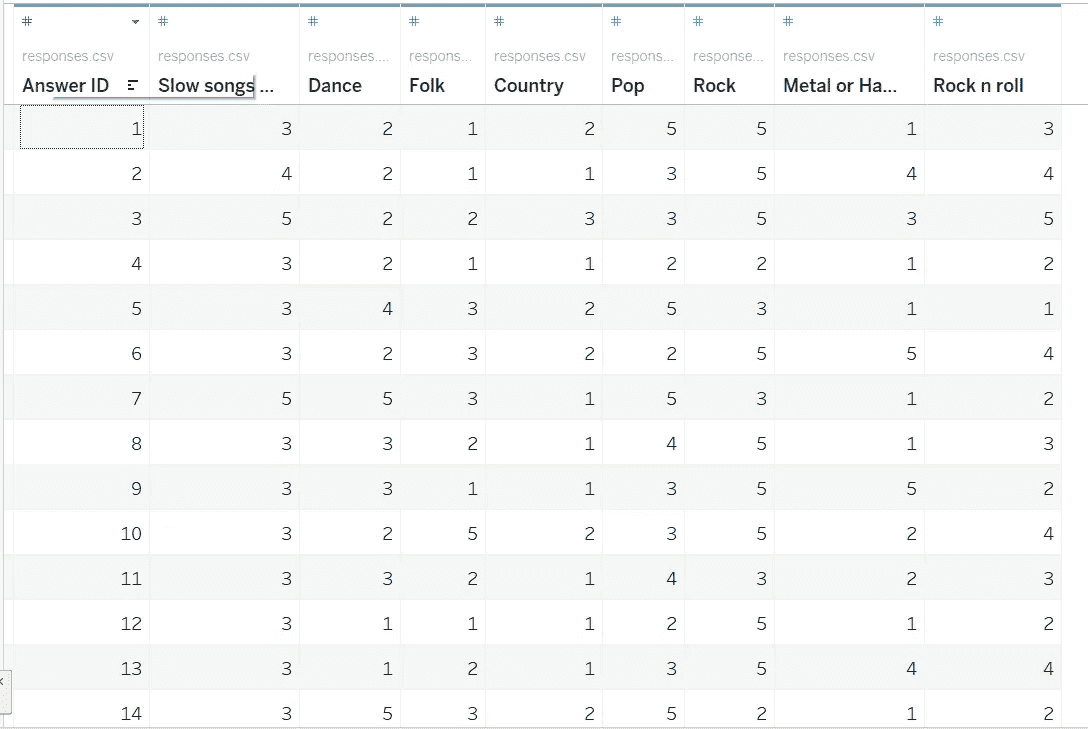 # # # # # # # # #
responses.csv responses.csv responses.... respons... responses.csv respons... response... responses.csv responses.csv
Answer ID Slow songs ... Dance Folk Country Pop Rock Metal or Ha... Rock n roll
1 3 2 1 2 5 5 1 3
2 4 2 1 1 3 5 4 4
3 5 2 2 3 3 5 3 5
4 3 2 1 1 2 2 1 2
5 3 4 3 2 5 3 1 1
6 3 2 3 2 2 5 5 4
7 5 5 3 1 5 3 1 2
8 3 3 2 1 4 5 1 3
9 3 3 1 1 3 5 5 2
10 3 2 5 2 3 5 2 4
11 3 3 2 1 4 3 2 3
12 3 1 1 1 2 5 1 2
13 3 1 2 1 3 5 4 4
14 3 5 3 2 5 2 1 2